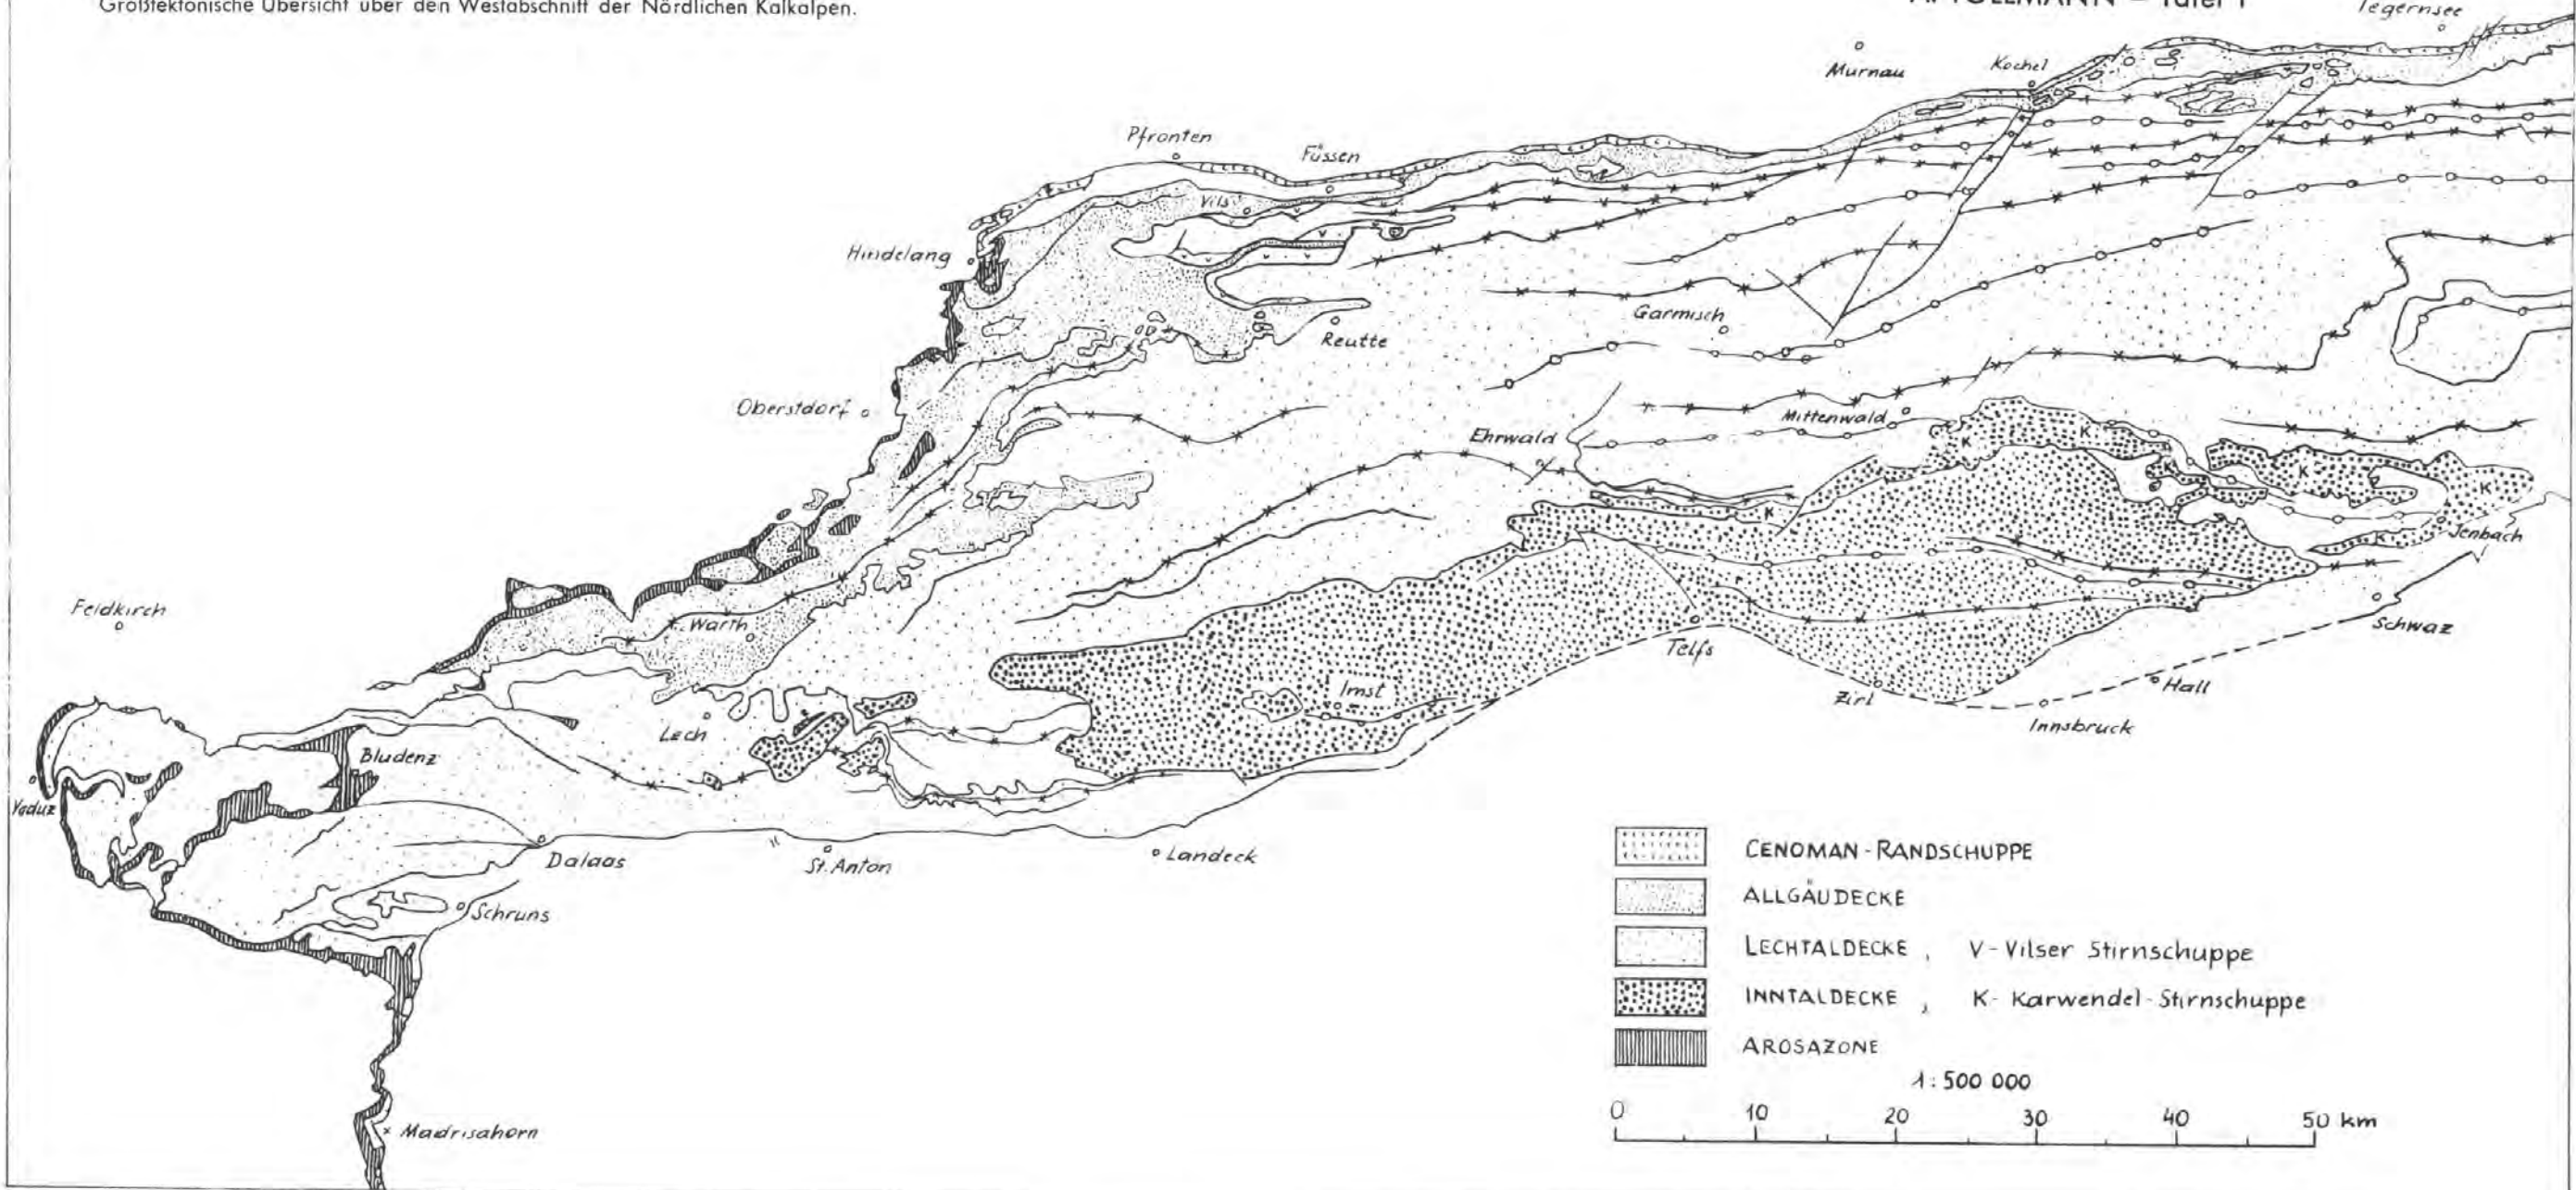 Großtektonische Übersicht über den Westabschnitt der Nördlichen Kalkalpen.
A. TOLLMANN – Tafel 1
Tegernsee
Murnau
Kochel
Pfronten
Füssen
Vils
Hindelang
Garmisch
Reutte
Oberstdorf
Mittenwald
Ehrwald
K
K
K
K
K
K
K
Jenbach
Feldkirch
Warth
Schwaz
Telfs
Imst
Hall
Zirl
Lech
Innsbruck
Bludenz
Vaduz
Dalaas
St. Anton
Landeck
Schruns
Madrisahorn
CENOMAN-RANDSCHUPPE
ALLGÄUDECKE
LECHTALDECKE , V-Vilser Stirnschuppe
INNTALDECKE , K- Karwendel-Stirnschuppe
AROSAZONE
1:500 000
0 10 20 30 40 50 km